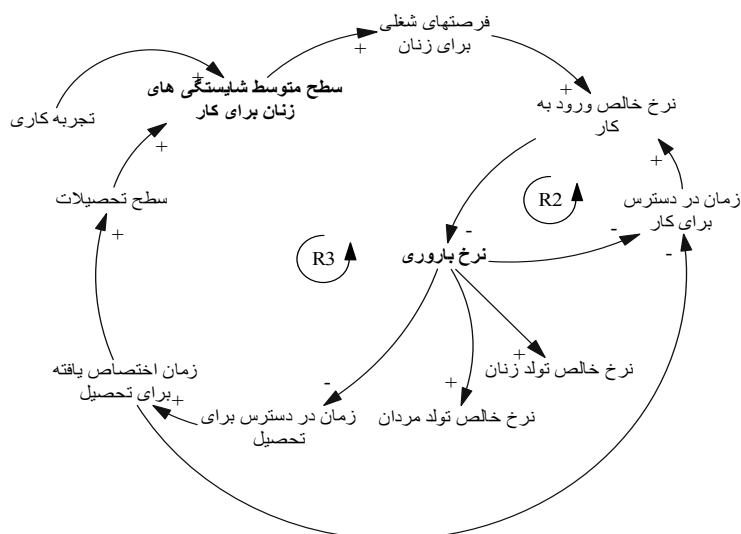 فرصتهای شغلی
برای زنان
+
سطح متوسط شایستگی های
زنان برای کار
+
تجربه کاری
+
نرخ خالص ورود به
کار
+
R2
زمان در دسترس
برای کار
+
-
-
سطح تحصیلات
+
R3
نرخ باروری
-
زمان اختصاص یافته
برای تحصیل
+
زمان در دسترس برای
تحصیل
-
نرخ خالص تولد زنان
+
نرخ خالص تولد مردان
+